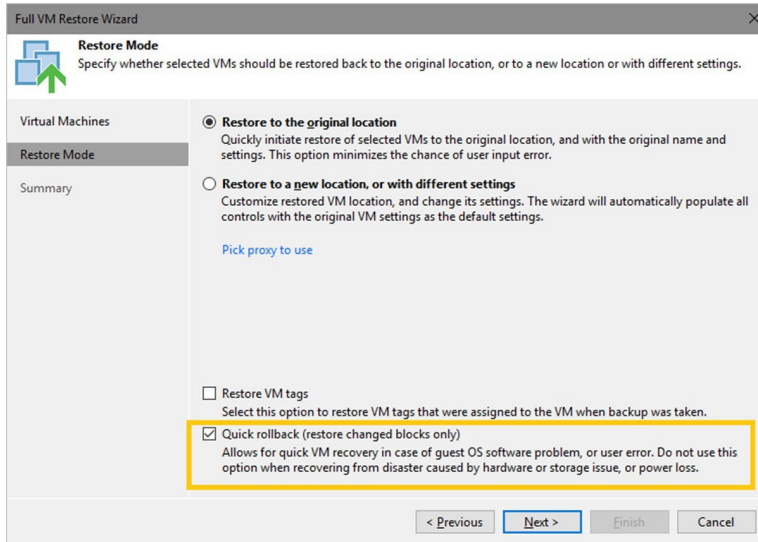 Full VM Restore Wizard
Restore Mode
Specify whether selected VMs should be restored back to the original location, or to a new location or with different settings.
Virtual Machines
Restore Mode
Summary
Restore to the original location
Quickly initiate restore of selected VMs to the original location, and with the original name and
settings. This option minimizes the chance of user input error.
Restore to a new location, or with different settings
Customize restored VM location, and change its settings. The wizard will automatically populate all
controls with the original VM settings as the default settings.
Pick proxy to use
Restore VM tags
Select this option to restore VM tags that were assigned to the VM when backup was taken.
Quick rollback (restore changed blocks only)
Allows for quick VM recovery in case of guest OS software problem, or user error. Do not use this
option when recovering from disaster caused by hardware or storage issue, or power loss.
< Previous
Next >
Finish
Cancel